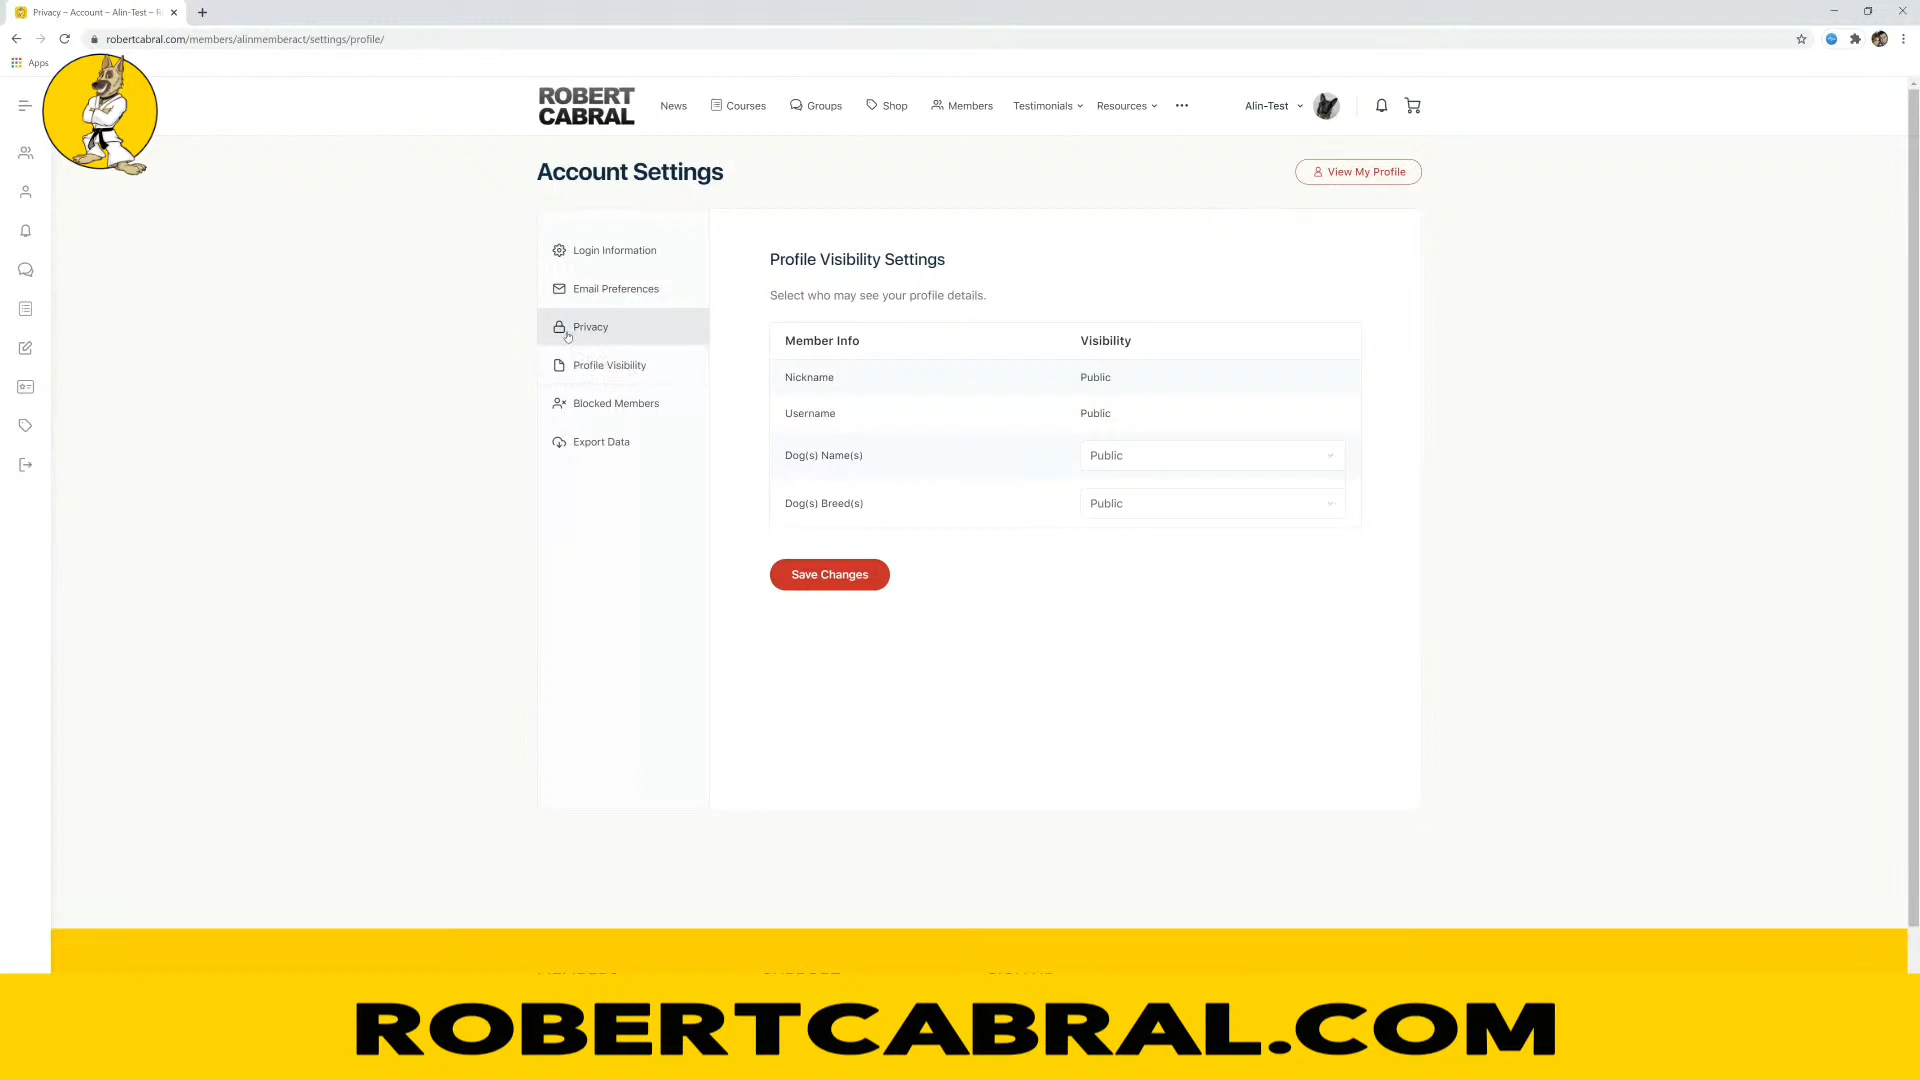 Privacy – Account – Alin-Test – R
robertcabral.com/members/alinmemberact/settings/profile/
Apps
ROBERT
CABRAL
News
Courses
Groups
Shop
Members
Testimonials
Resources
Alin-Test
Account Settings
View My Profile
Login Information
Email Preferences
Privacy
Profile Visibility
Blocked Members
Export Data
Profile Visibility Settings
Select who may see your profile details.
Member Info Visibility
Nickname Public
Username Public
Dog(s) Name(s) Public
Dog(s) Breed(s) Public
Save Changes
ROBERTCABRAL.COM